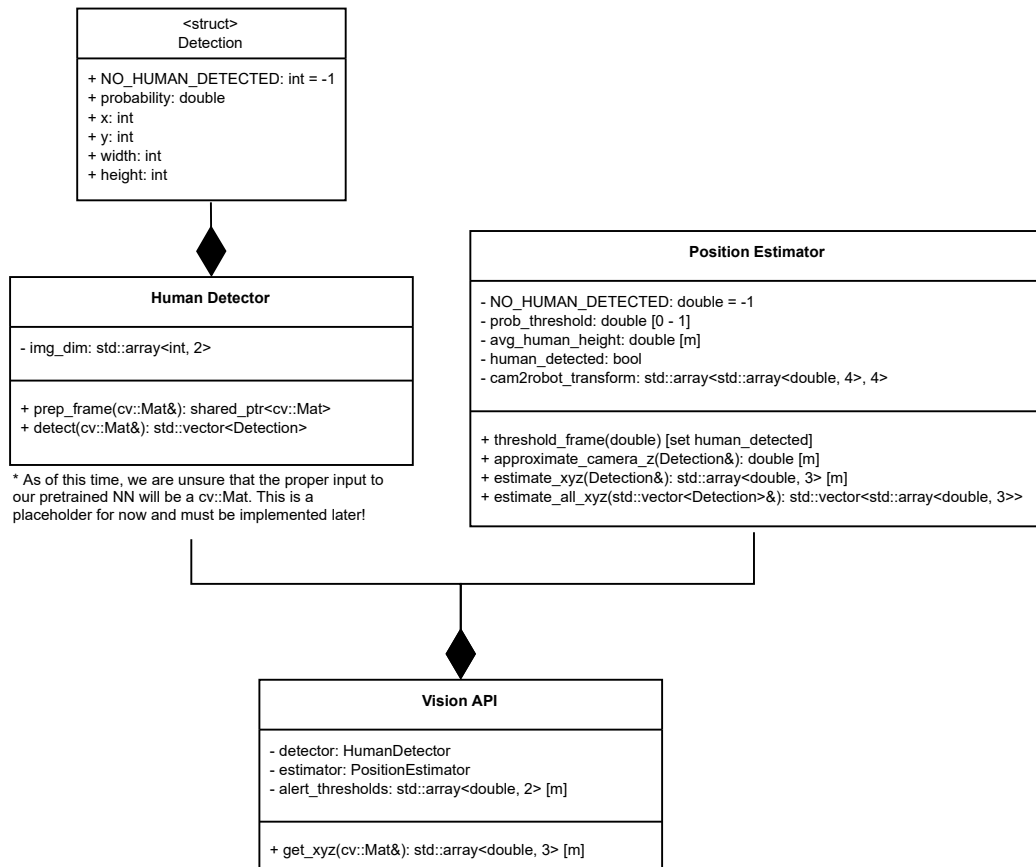 <struct>
Detection
+ NO_HUMAN_DETECTED: int = -1
+ probability: double
+ x: int
+ y: int
+ width: int
+ height: int
Human Detector
- img_dim: std::array<int, 2>
+ prep_frame(cv::Mat&): shared_ptr<cv::Mat>
+ detect(cv::Mat&): std::vector<Detection>
* As of this time, we are unsure that the proper input to
our pretrained NN will be a cv::Mat. This is a
placeholder for now and must be implemented later!
Position Estimator
- NO_HUMAN_DETECTED: double = -1
- prob_threshold: double [0 - 1]
- avg_human_height: double [m]
- human_detected: bool
- cam2robot_transform: std::array<std::array<double, 4>, 4>
+ threshold_frame(double) [set human_detected]
+ approximate_camera_z(Detection&): double [m]
+ estimate_xyz(Detection&): std::array<double, 3> [m]
+ estimate_all_xyz(std::vector<Detection>&): std::vector<std::array<double, 3>>
Vision API
- detector: HumanDetector
- estimator: PositionEstimator
- alert_thresholds: std::array<double, 2> [m]
+ get_xyz(cv::Mat&): std::array<double, 3> [m]